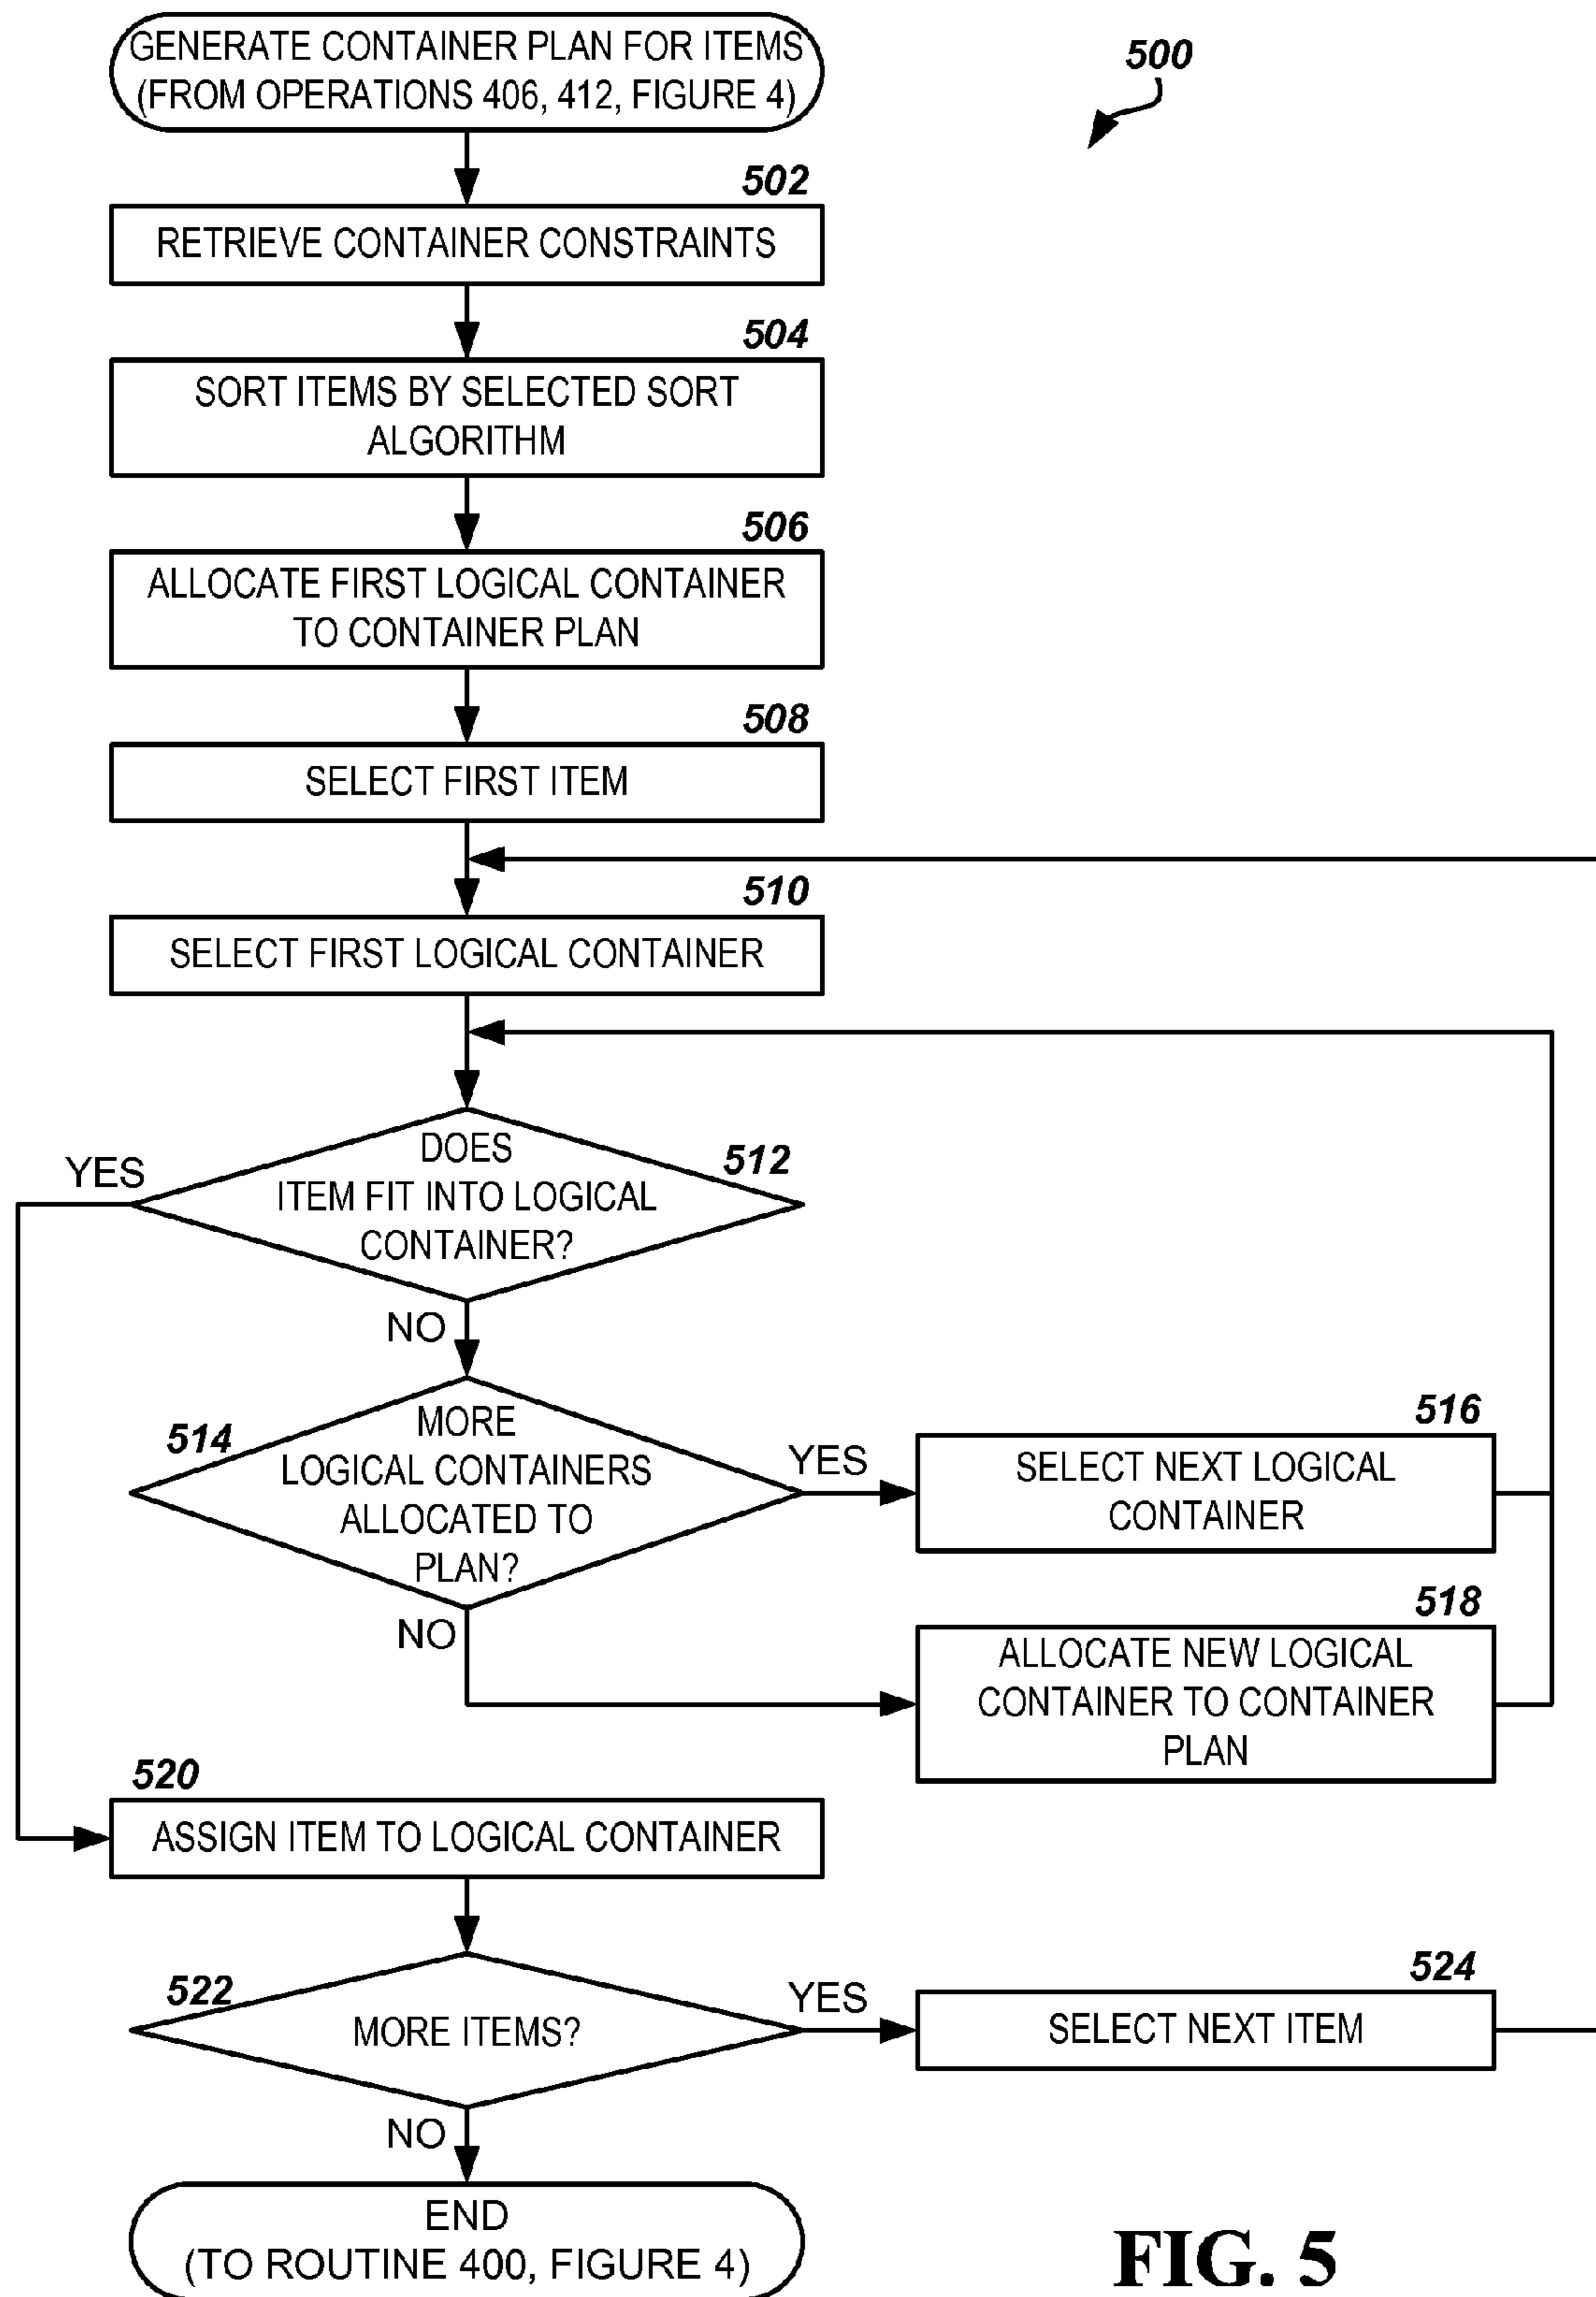 GENERATE CONTAINER PLAN FOR ITEMS
(FROM OPERATIONS 406, 412, FIGURE 4)
500
502
RETRIEVE CONTAINER CONSTRAINTS
504
SORT ITEMS BY SELECTED SORT
ALGORITHM
506
ALLOCATE FIRST LOGICAL CONTAINER
TO CONTAINER PLAN
508
SELECT FIRST ITEM
510
SELECT FIRST LOGICAL CONTAINER
512
DOES
ITEM FIT INTO LOGICAL
CONTAINER?
YES
NO
514
MORE
LOGICAL CONTAINERS
ALLOCATED TO
PLAN?
YES
516
SELECT NEXT LOGICAL
CONTAINER
NO
518
ALLOCATE NEW LOGICAL
CONTAINER TO CONTAINER
PLAN
520
ASSIGN ITEM TO LOGICAL CONTAINER
522
MORE ITEMS?
YES
524
SELECT NEXT ITEM
NO
END
(TO ROUTINE 400, FIGURE 4)
FIG. 5